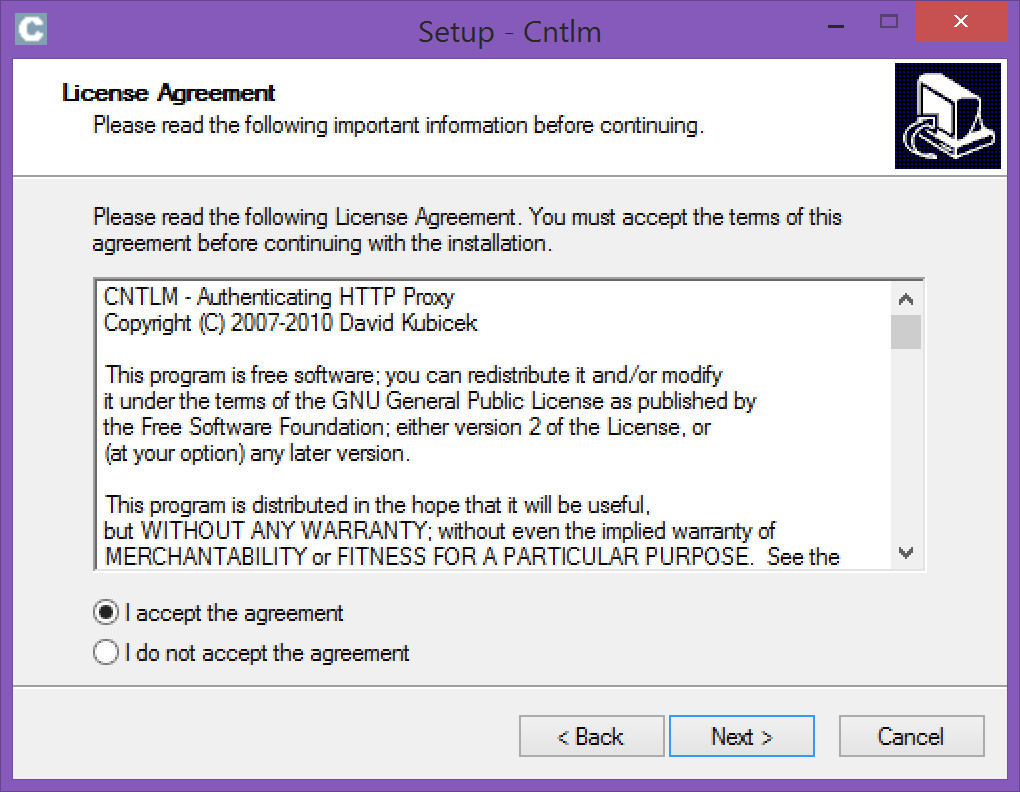 Setup - Cntlm
License Agreement
Please read the following important information before continuing.
Please read the following License Agreement. You must accept the terms of this
agreement before continuing with the installation.
CNTLM - Authenticating HTTP Proxy
Copyright (C) 2007-2010 David Kubicek
This program is free software; you can redistribute it and/or modify
it under the terms of the GNU General Public License as published by
the Free Software Foundation; either version 2 of the License, or
(at your option) any later version.
This program is distributed in the hope that it will be useful,
but WITHOUT ANY WARRANTY; without even the implied warranty of
MERCHANTABILITY or FITNESS FOR A PARTICULAR PURPOSE.  See the
I accept the agreement
I do not accept the agreement
< Back
Next >
Cancel